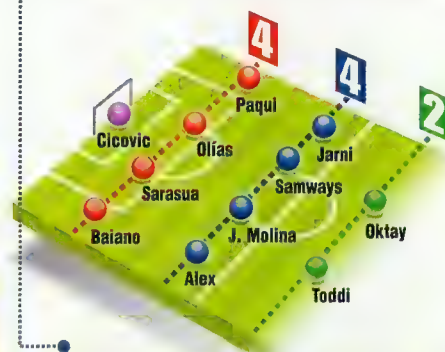 4
4
2
Paqui
Cicovic
Olías
Jarni
Sarasua
Samways
Baiano
J. Molina
Oktay
Alex
Toddi